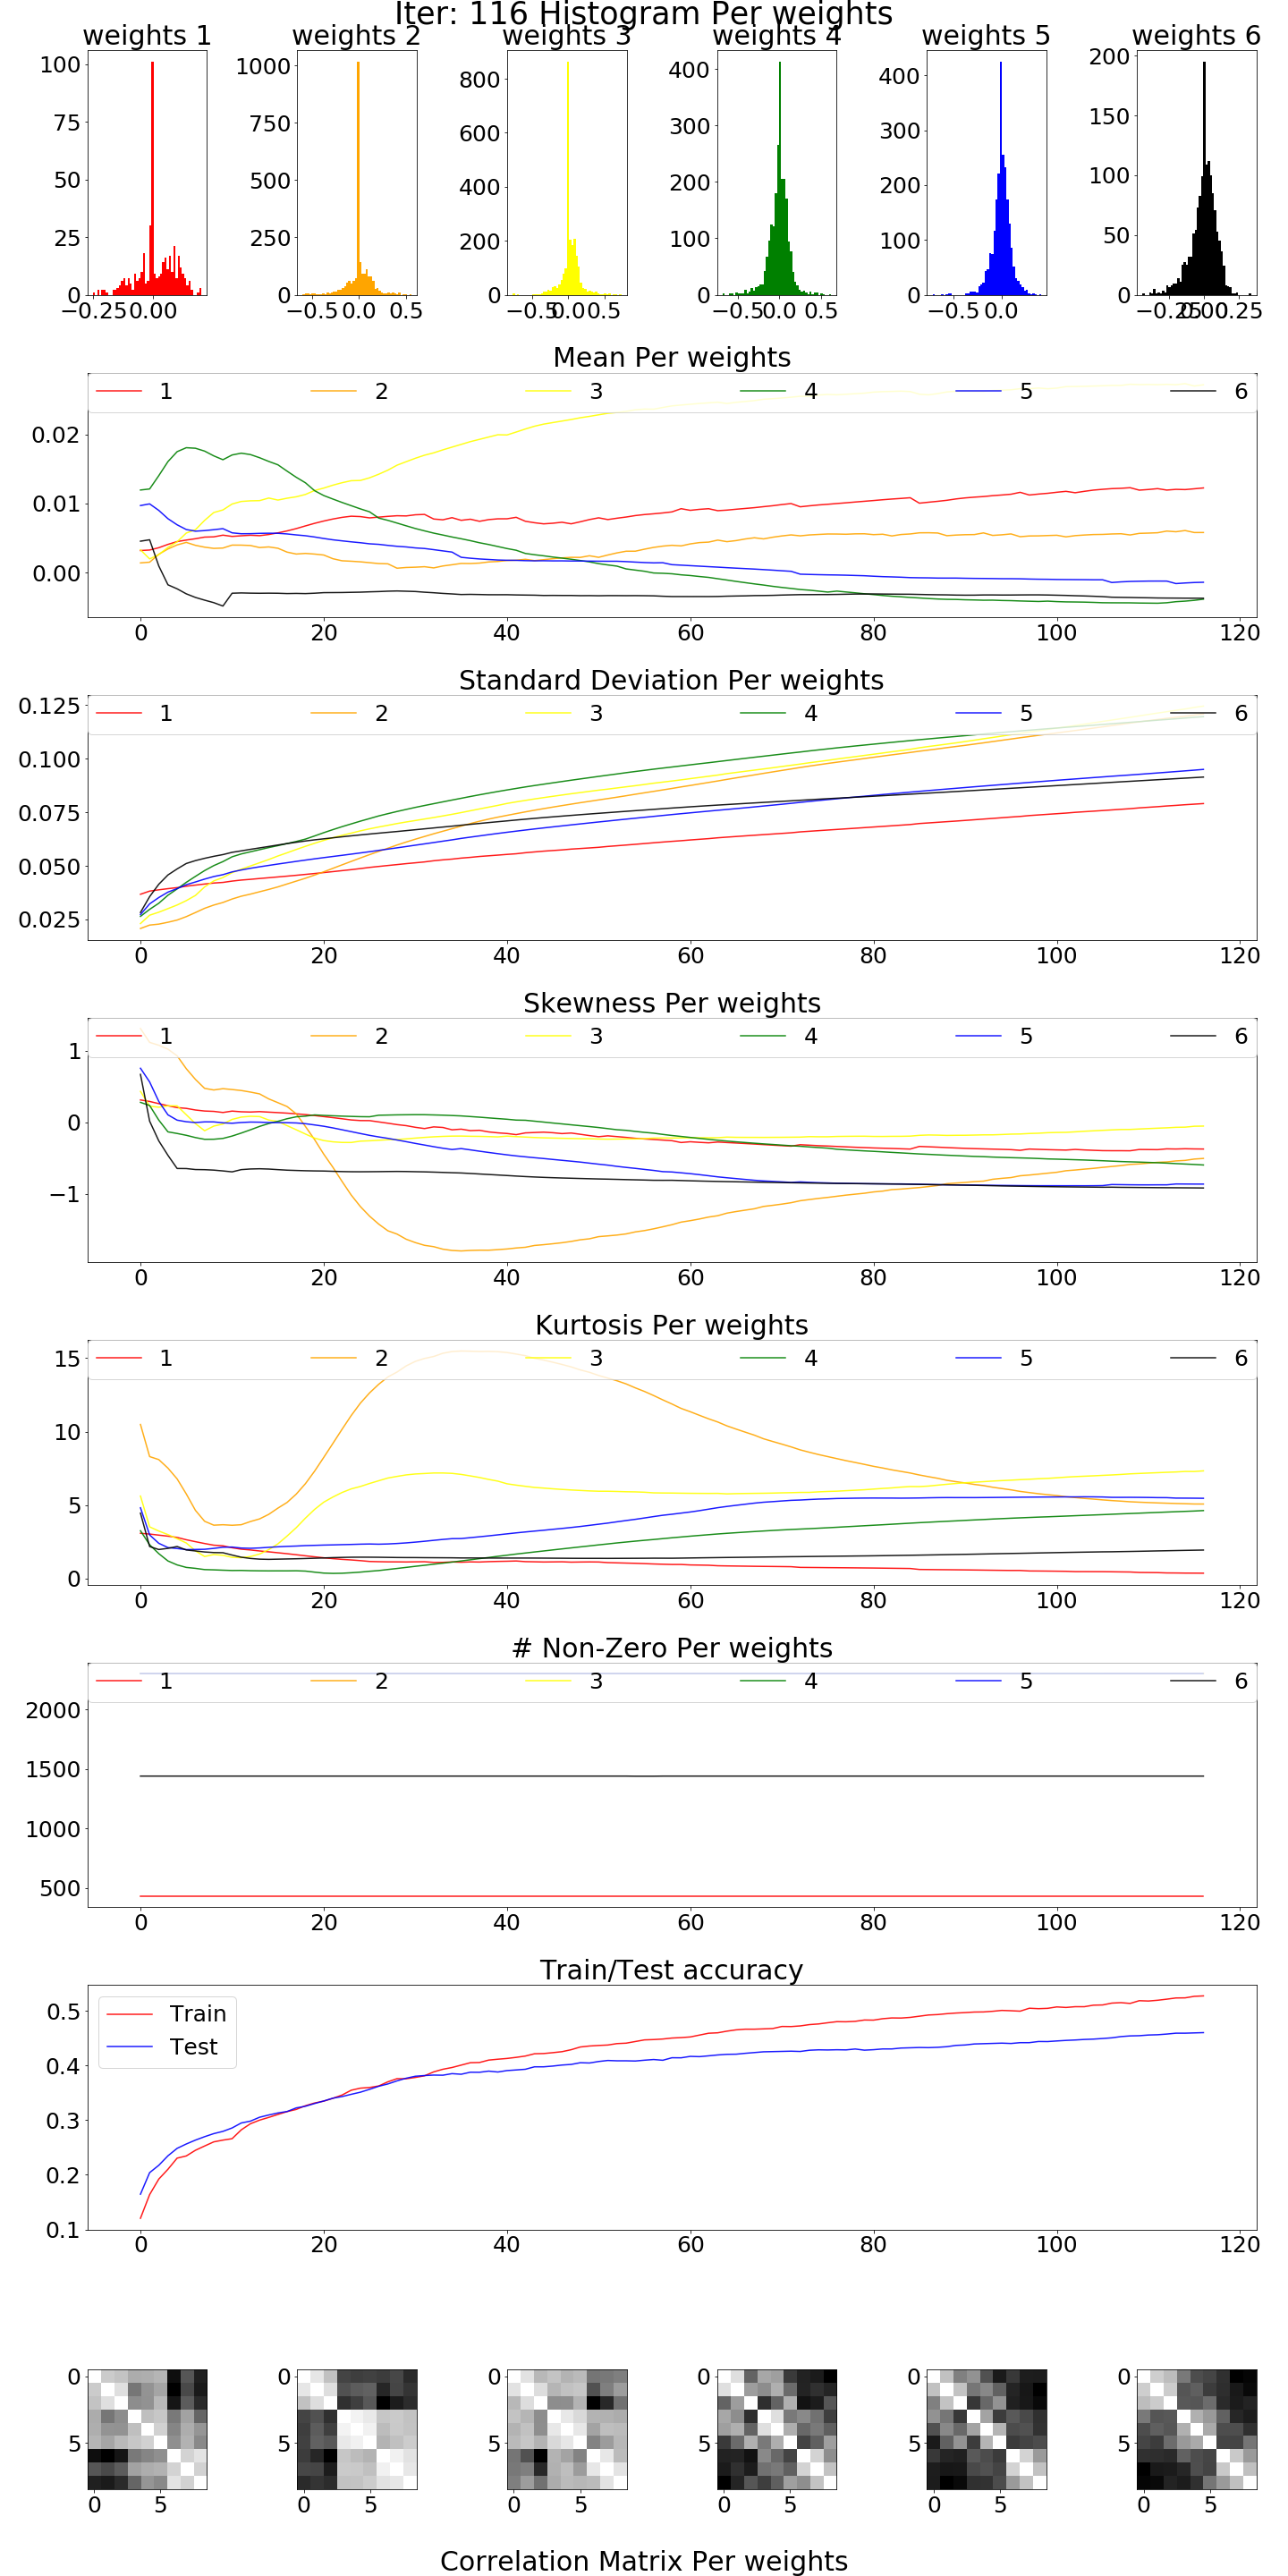 Iter: 116 Histogram Per weights
weights 1 weights 2 weights 3 weights 4 weights 5 weights 6
100
75
50
25
0
−0.25 0.00
1000
750
500
250
0
−0.5 0.0 0.5
800
600
400
200
0
−0.5 0.0 0.5
400
300
200
100
0
−0.5 0.0 0.5
400
300
200
100
0
−0.5 0.0
200
150
100
50
0
−0.25 0.00 0.25
Mean Per weights
1 2 3 4 5 6
0.02
0.01
0.00
0 20 40 60 80 100 120
Standard Deviation Per weights
1 2 3 4 5 6
0.125
0.100
0.075
0.050
0.025
0 20 40 60 80 100 120
Skewness Per weights
1 2 3 4 5 6
1
0
−1
0 20 40 60 80 100 120
Kurtosis Per weights
1 2 3 4 5 6
15
10
5
0
0 20 40 60 80 100 120
# Non-Zero Per weights
1 2 3 4 5 6
2000
1500
1000
500
0 20 40 60 80 100 120
Train/Test accuracy
Train
Test
0.5
0.4
0.3
0.2
0.1
0 20 40 60 80 100 120
0 0 0 0 0 0
5 5 5 5 5 5
0 5 0 5 0 5 0 5 0 5 0 5
Correlation Matrix Per weights